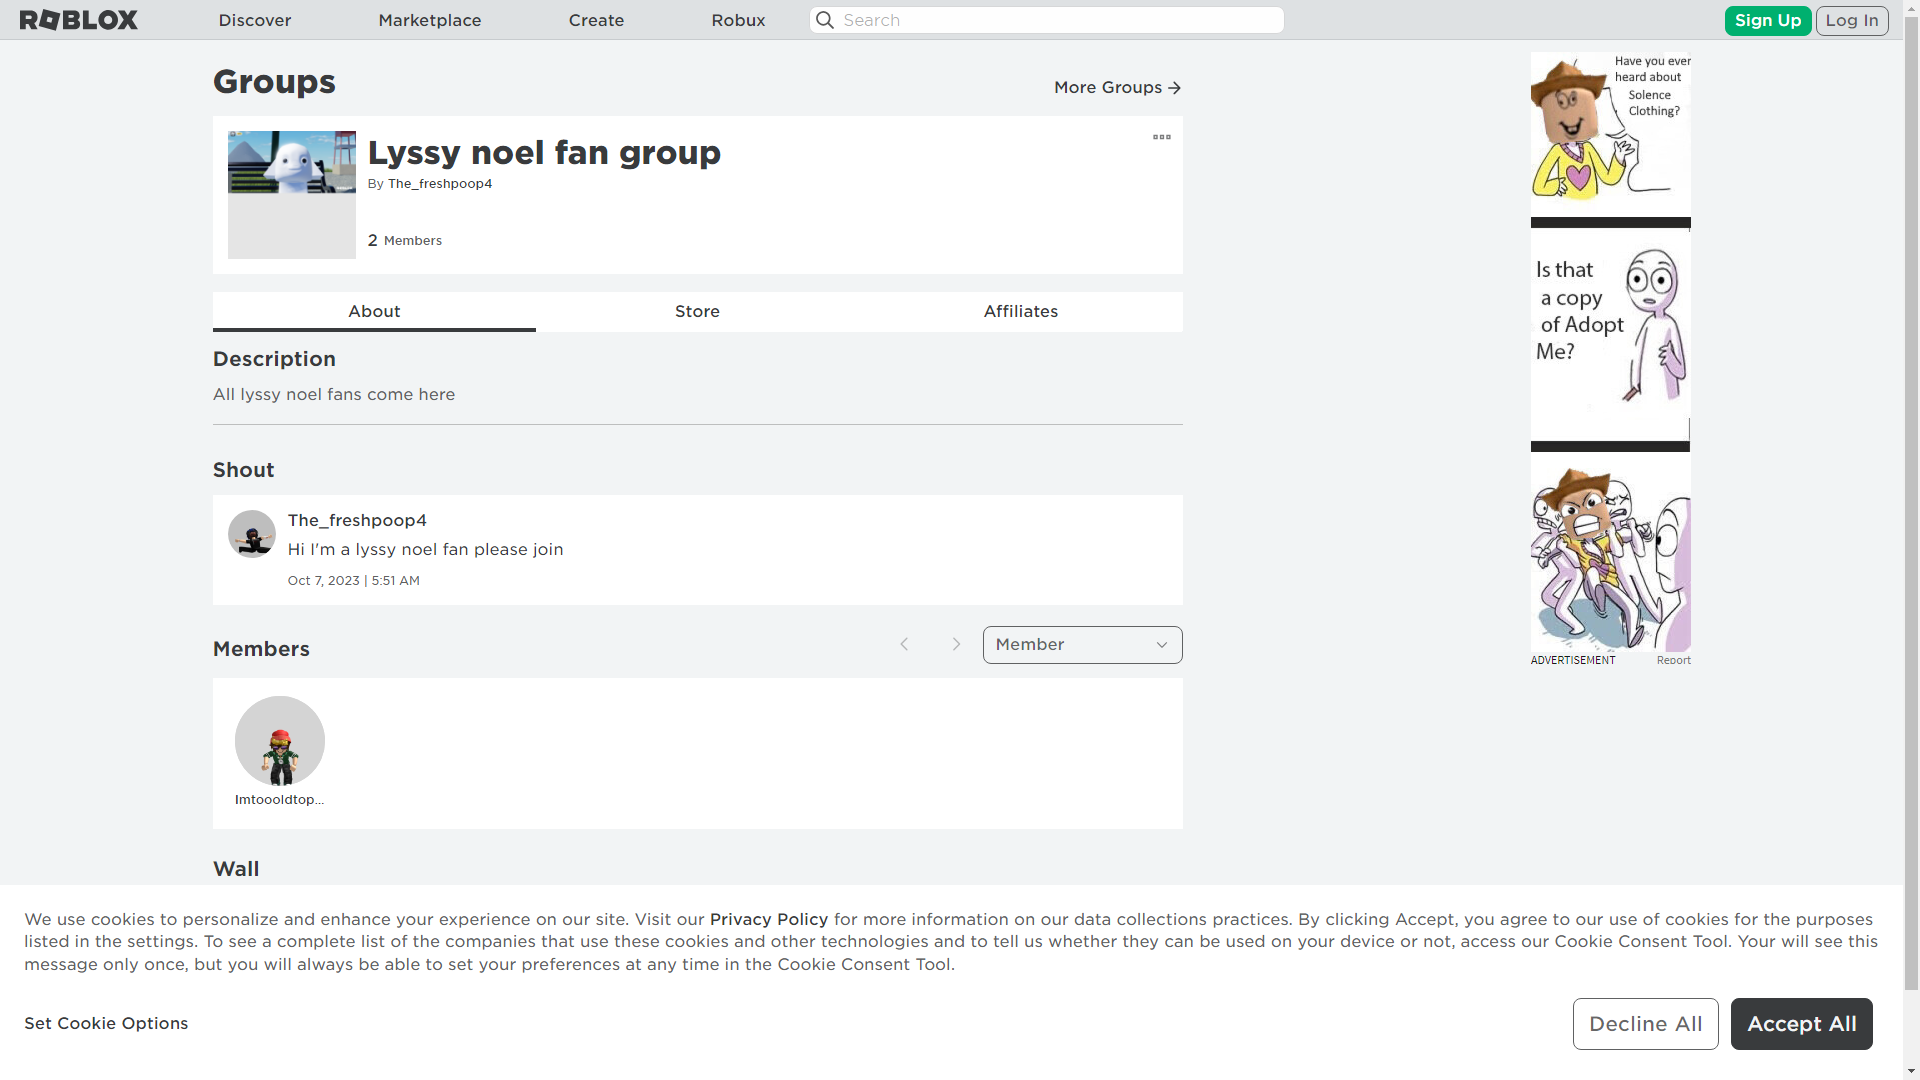 ROBLOX
Discover
Marketplace
Create
Robux
Search
Sign Up
Log In
Groups
More Groups
Lyssy noel fan group
By The_freshpoop4
2 Members
About
Store
Affiliates
Description
All lyssy noel fans come here
Shout
The_freshpoop4
Hi I'm a lyssy noel fan please join
Oct 7, 2023 | 5:51 AM
Members
Member
Imtoooldtop...
Wall
Have you ever
heard about
Solence
Clothing?
Is that
a copy
of Adopt
Me?
ADVERTISEMENT
Report
We use cookies to personalize and enhance your experience on our site. Visit our Privacy Policy for more information on our data collections practices. By clicking Accept, you agree to our use of cookies for the purposes
listed in the settings. To see a complete list of the companies that use these cookies and other technologies and to tell us whether they can be used on your device or not, access our Cookie Consent Tool. Your will see this
message only once, but you will always be able to set your preferences at any time in the Cookie Consent Tool.
Set Cookie Options
Decline All
Accept All